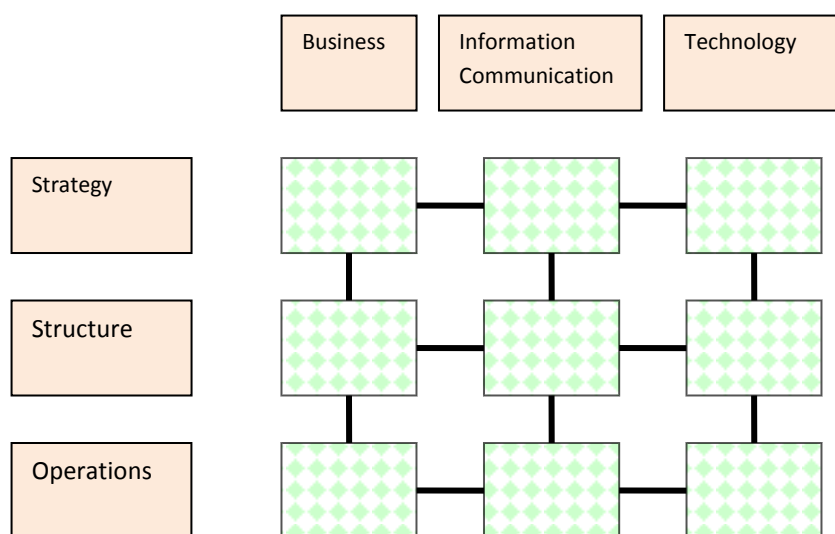 Business
Information
Communication
Technology
Strategy
Structure
Operations